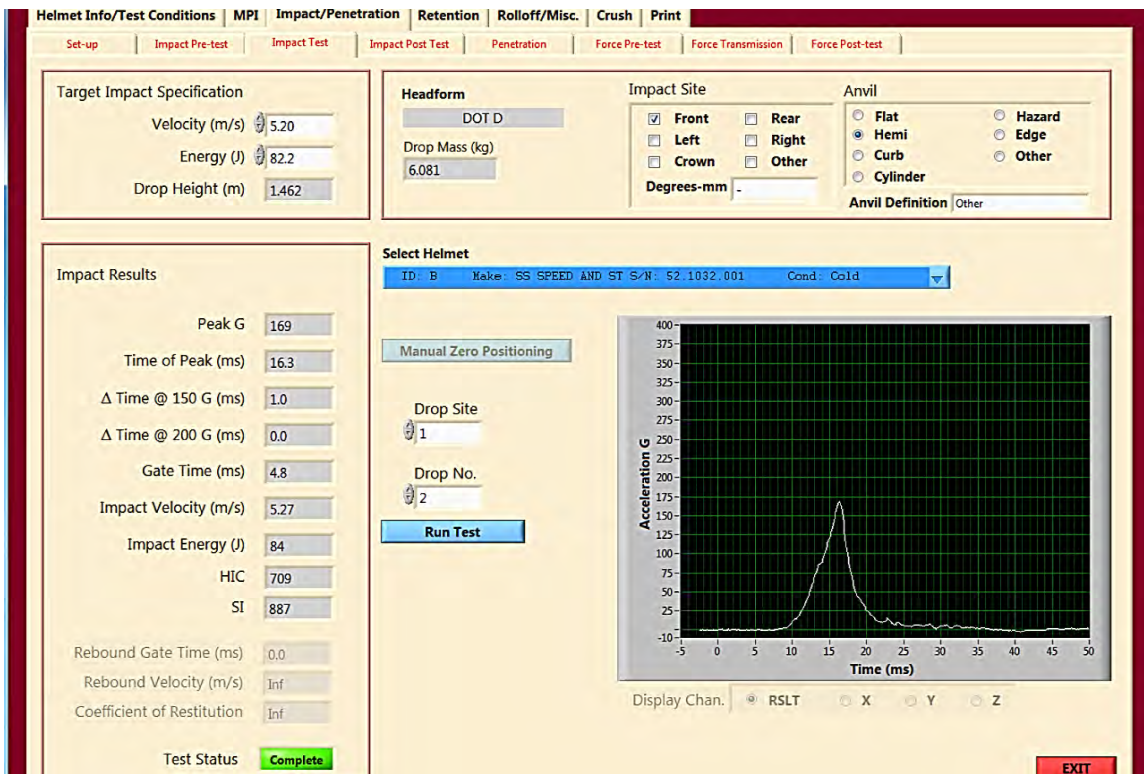 Helmet Info/Test Conditions MPI Impact/Penetration Retention Rolloff/Misc. Crush Print
Set-up Impact Pre-test Impact Test Impact Post Test Penetration Force Pre-test Force Transmission Force Post-test
Target Impact Specification
Velocity (m/s) 5.20
Energy (J) 82.2
Drop Height (m) 1.462
Headform
DOT D
Drop Mass (kg)
6.081
Impact Site
Front Rear
Left Right
Crown Other
Degrees-mm -
Anvil
Flat Hazard
Hemi Edge
Curb Other
Cylinder
Anvil Definition Other
Select Helmet
ID: B Make: SS SPEED AND ST S/N: 52.1032.001 Cond: Cold
Impact Results
Peak G 169
Time of Peak (ms) 16.3
Δ Time @ 150 G (ms) 1.0
Δ Time @ 200 G (ms) 0.0
Gate Time (ms) 4.8
Impact Velocity (m/s) 5.27
Impact Energy (J) 84
HIC 709
SI 887
Rebound Gate Time (ms) 0.0
Rebound Velocity (m/s) Inf
Coefficient of Restitution Inf
Test Status Complete
Manual Zero Positioning
Drop Site
1
Drop No.
2
Run Test
Acceleration G
400
375
350
325
300
275
250
225
200
175
150
125
100
75
50
25
-10
-5 0 5 10 15 20 25 30 35 40 45 50
Time (ms)
Display Chan. RSLT X Y Z
EXIT